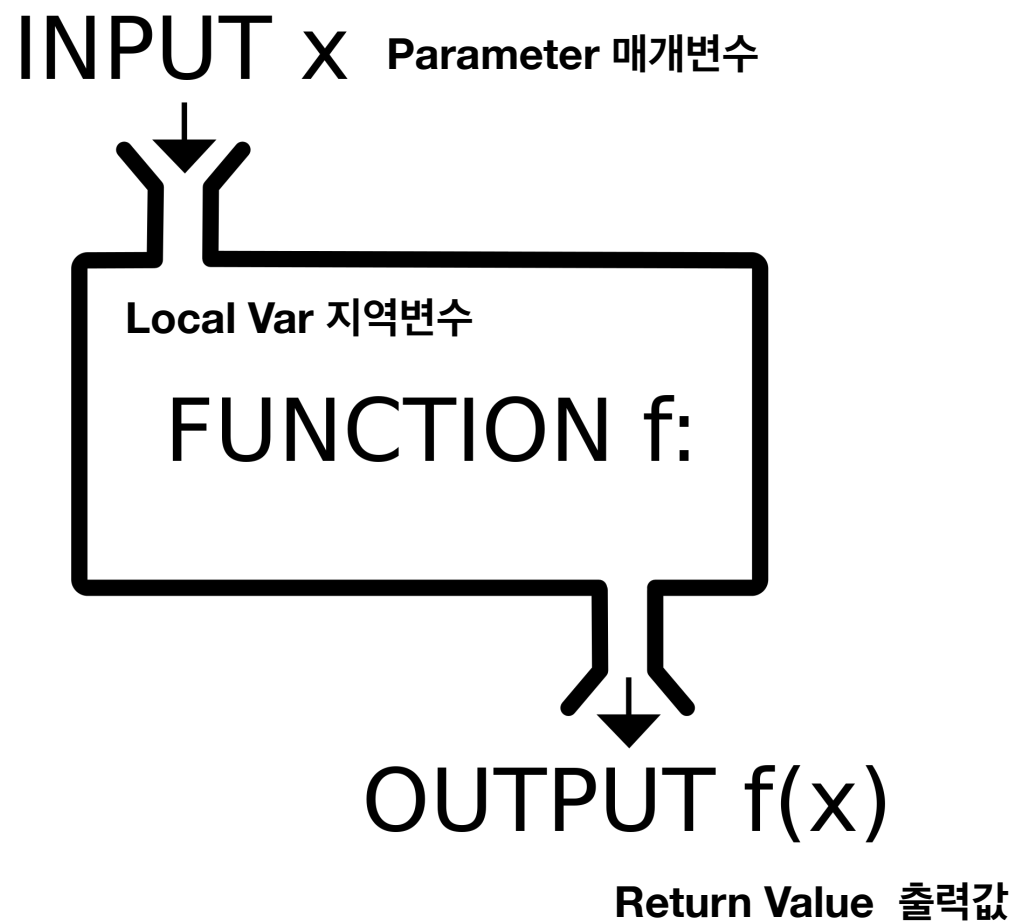 INPUT x Parameter 매개변수
Local Var 지역변수
FUNCTION f:
OUTPUT f(x)
Return Value 출력값